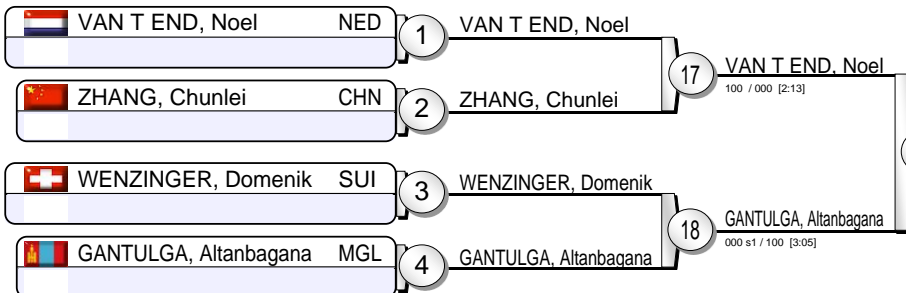 VAN T END, Noel NED
1
VAN T END, Noel
17
VAN T END, Noel
100 / 000 [2:13]
ZHANG, Chunlei CHN
2
ZHANG, Chunlei
WENZINGER, Domenik SUI
3
WENZINGER, Domenik
18
GANTULGA, Altanbagana
000 s1 / 100 [3:05]
GANTULGA, Altanbagana MGL
4
GANTULGA, Altanbagana